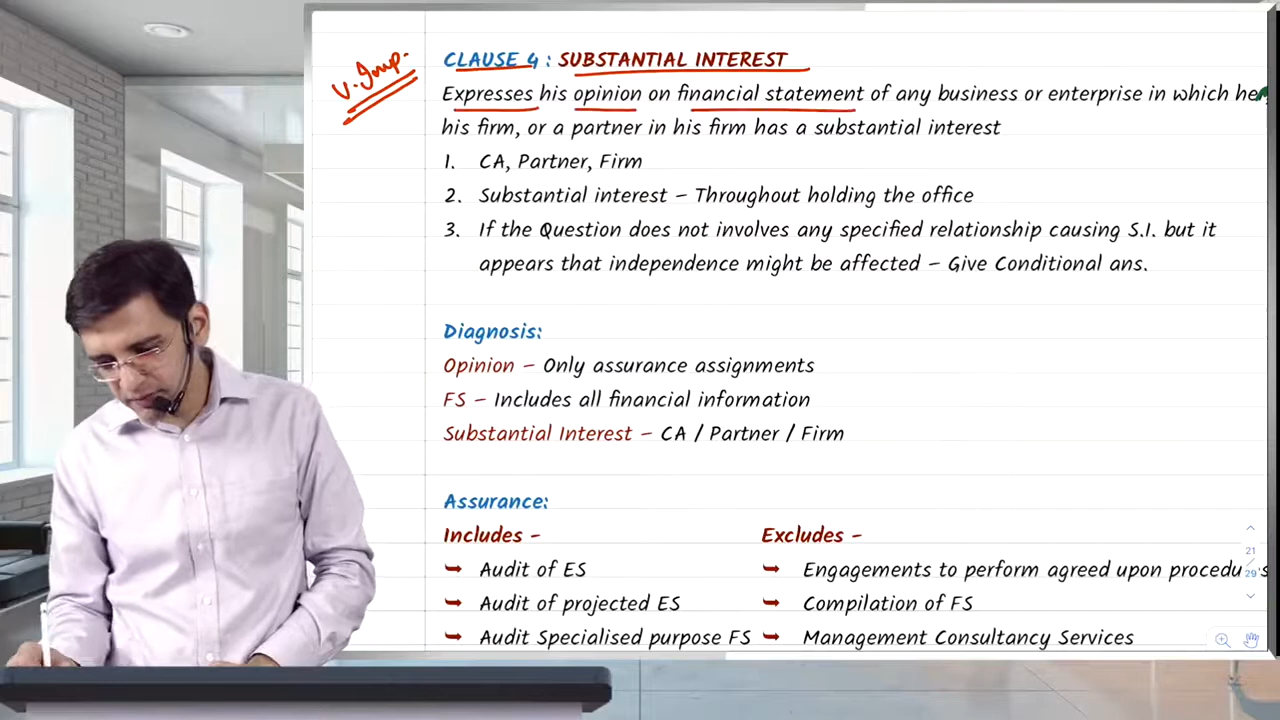 V. Imp.
CLAUSE 4 : SUBSTANTIAL INTEREST
Expresses his opinion on financial statement of any business or enterprise in which he,
his firm, or a partner in his firm has a substantial interest
1. CA, Partner, Firm
2. Substantial interest – Throughout holding the office
3. If the Question does not involves any specified relationship causing S.I. but it
appears that independence might be affected – Give Conditional ans.
Diagnosis:
Opinion – Only assurance assignments
FS – Includes all financial information
Substantial Interest – CA / Partner / Firm
Assurance:
Includes - Excludes -
Audit of ES Engagements to perform agreed upon procedu s
Audit of projected ES Compilation of FS
Audit Specialised purpose FS Management Consultancy Services
21
29